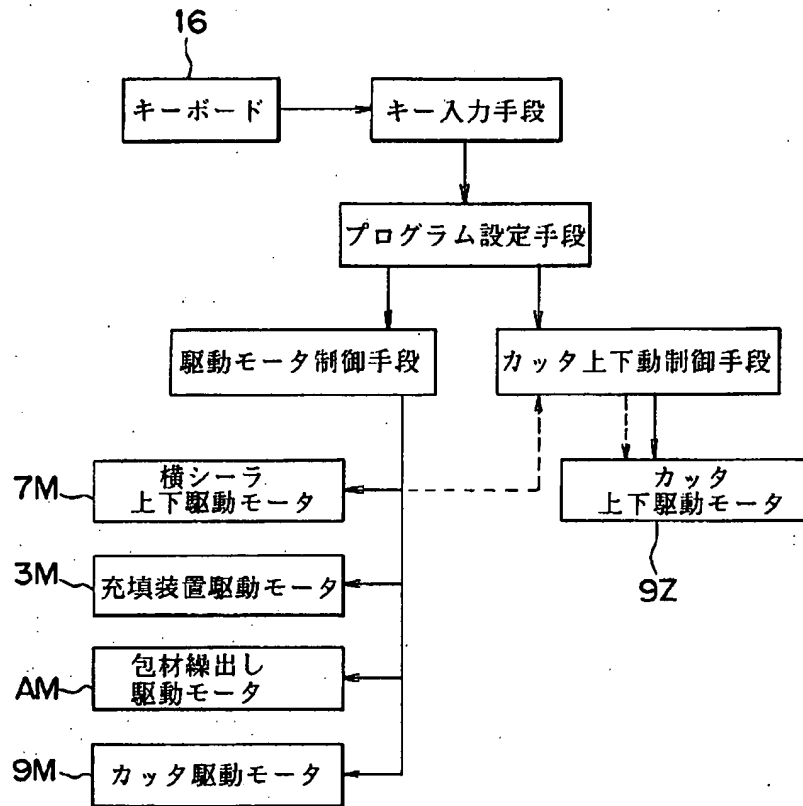 16
キーボード
キー入力手段
プログラム設定手段
駆動モータ制御手段
カッタ上下動制御手段
7M
横シーラ
上下駆動モータ
カッタ
上下駆動モータ
9Z
3M
充填装置駆動モータ
AM
包材繰出し
駆動モータ
9M
カッタ駆動モータ